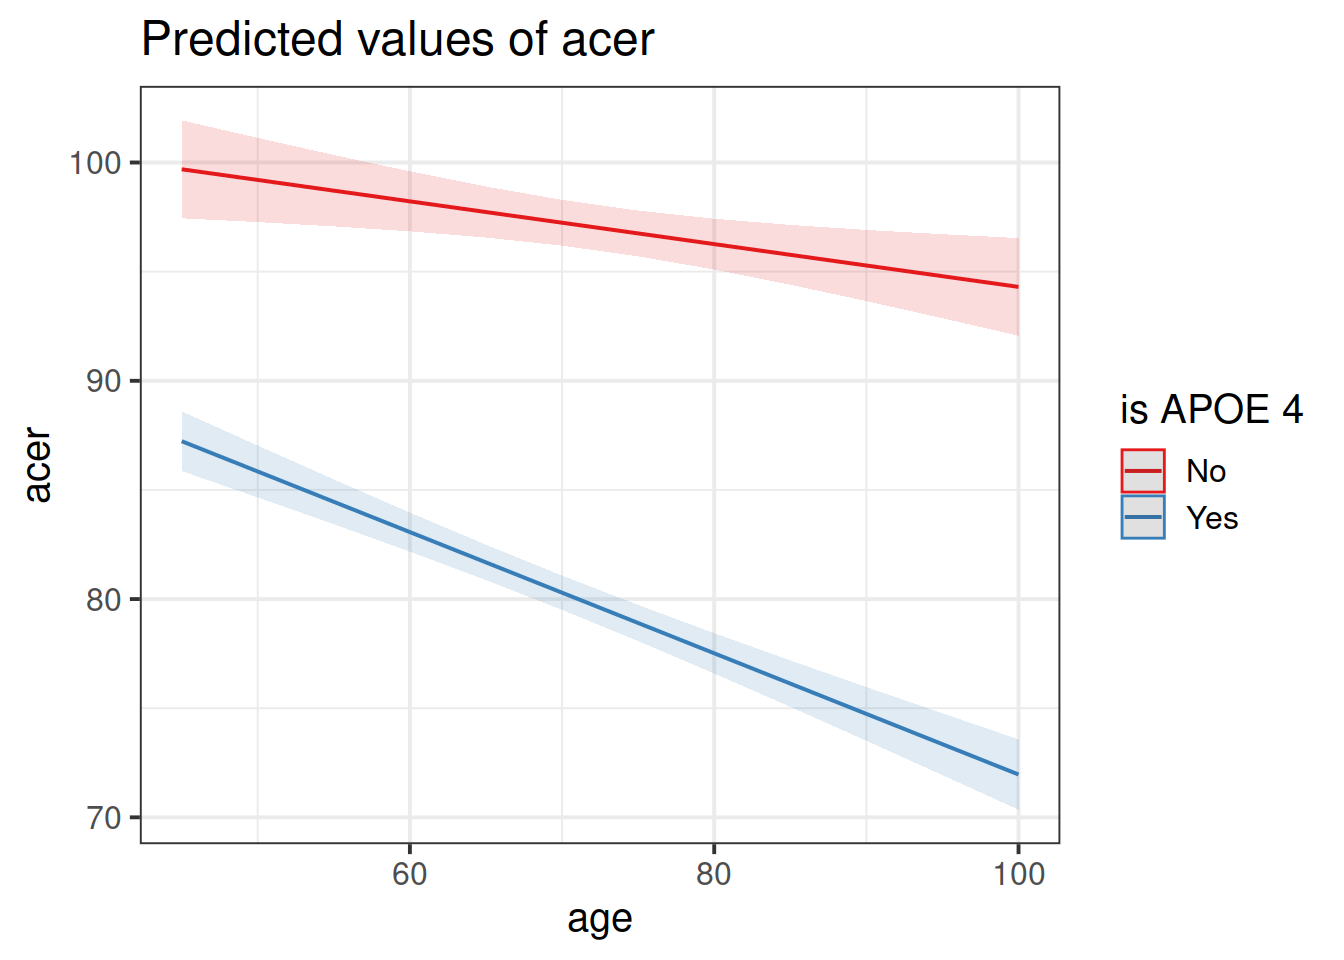 Predicted values of acer
100
90
80
70
acer
60
80
100
age
is APOE 4
No
Yes